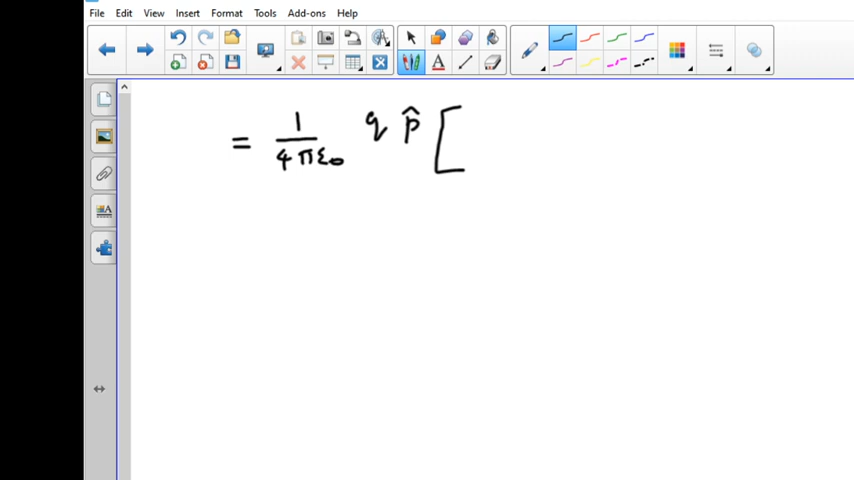 File Edit View Insert Format Tools Add-ons Help
= 1/4πε₀ q p̂ [